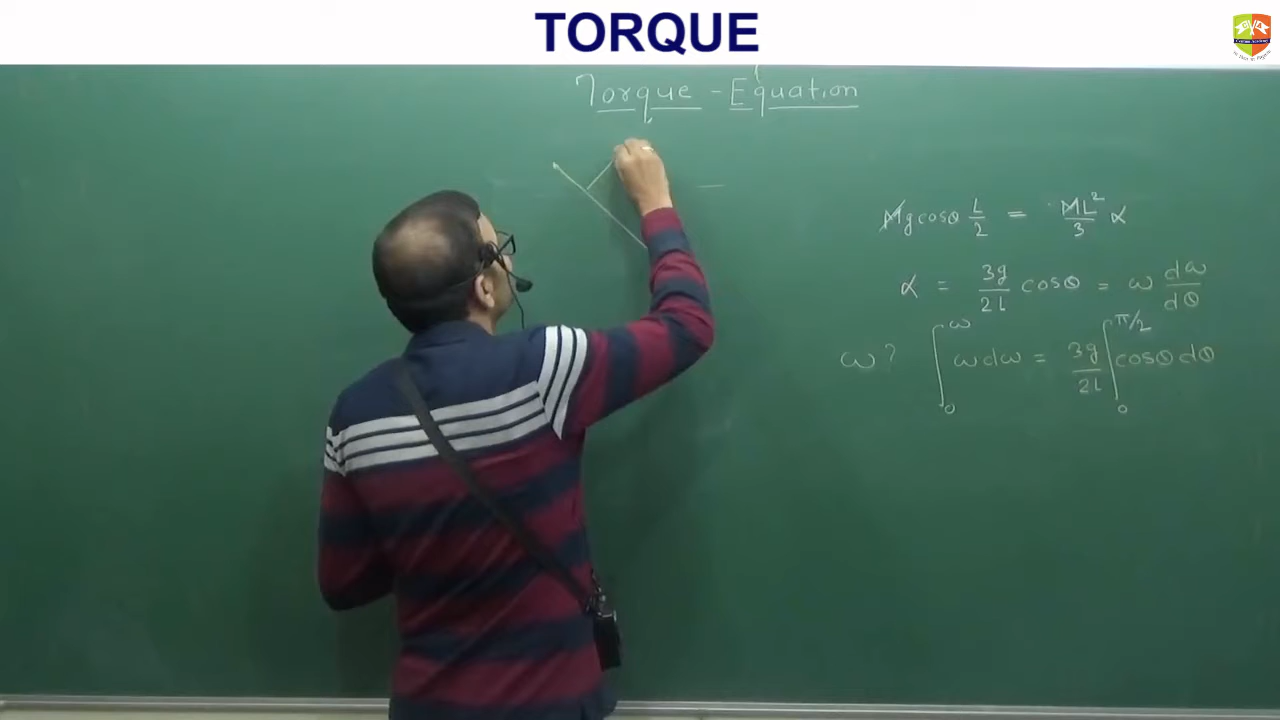 TORQUE
Torque - Equation
Mg cosθ L/2 = ML²/3 α
α = 3g/2L cosθ = ω dω/dθ
ω? ∫₀^ω ω dω = 3g/2L ∫₀^π/2 cosθ dθ